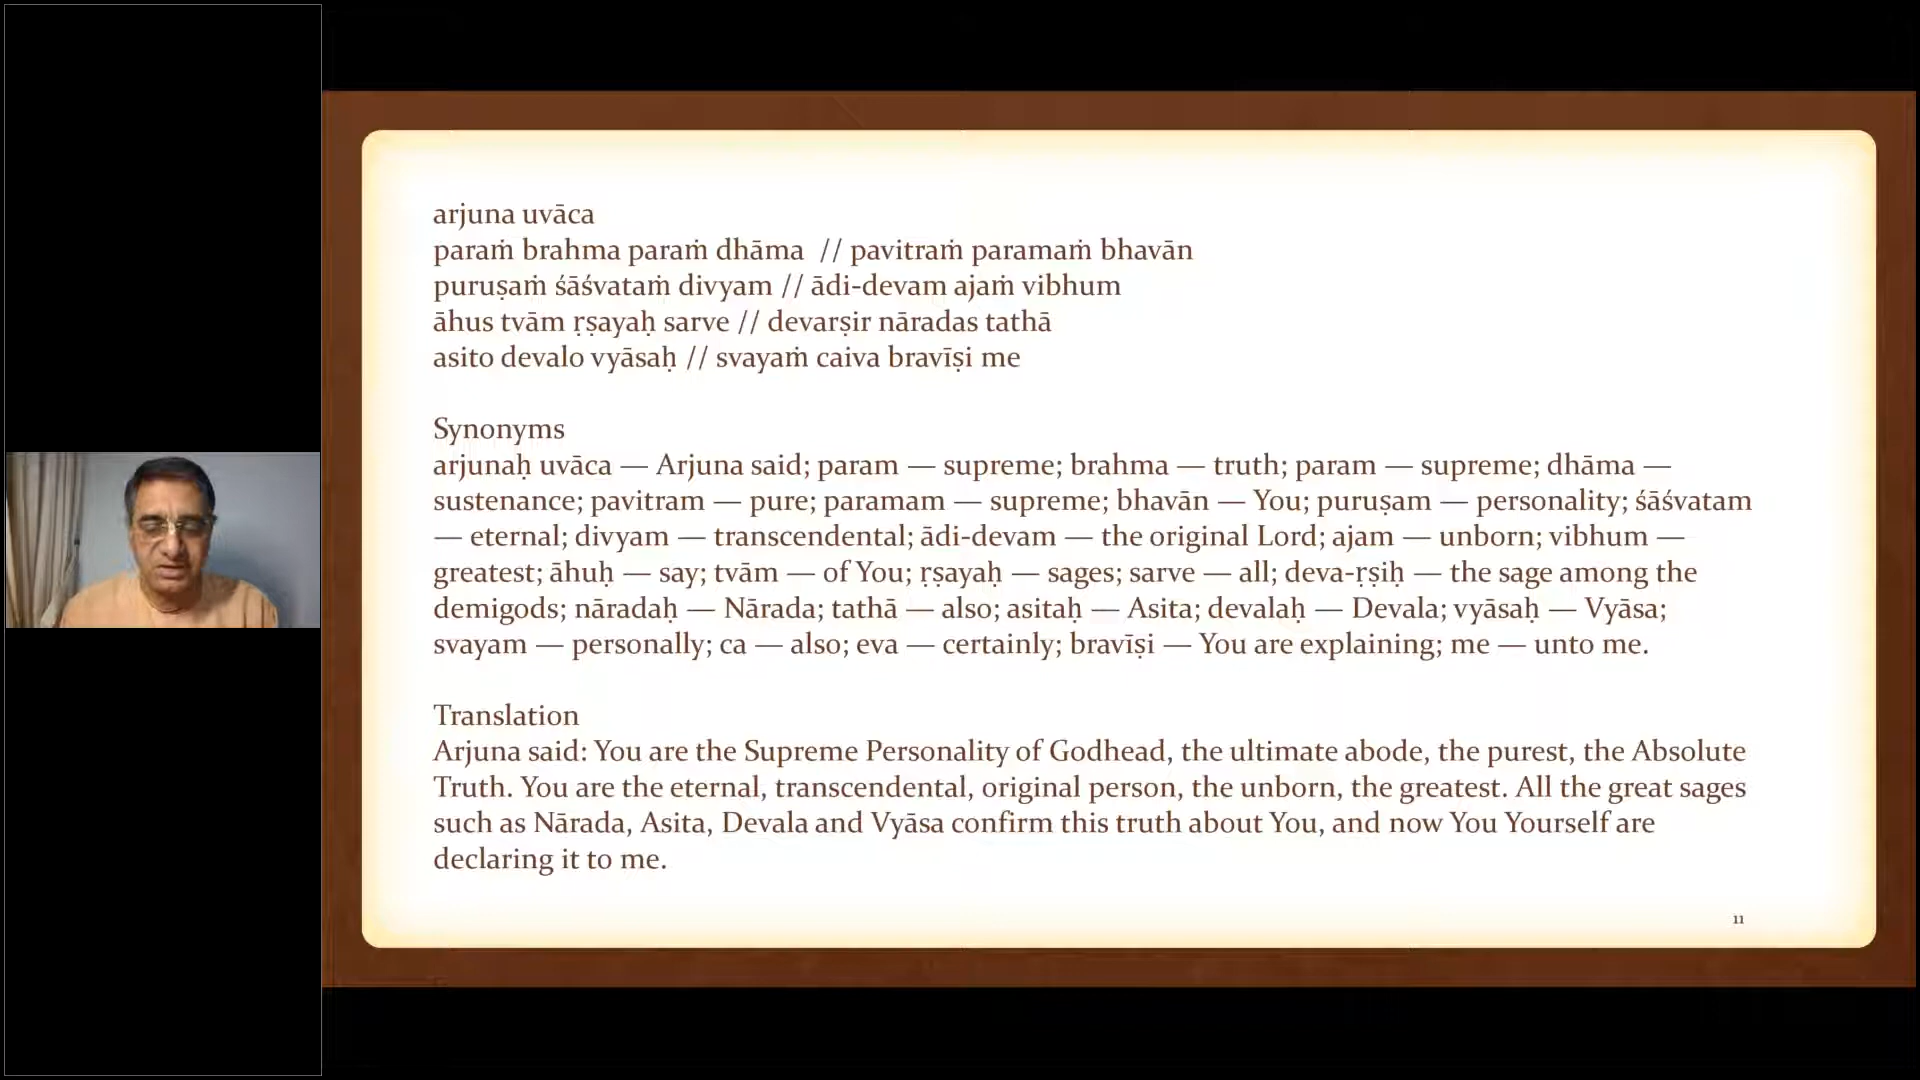 arjuna uvāca
paraṁ brahma paraṁ dhāma // pavitraṁ paramaṁ bhavān
puruṣaṁ śāśvataṁ divyam // ādi-devam ajaṁ vibhum
āhus tvām ṛṣayaḥ sarve // devarṣir nāradas tathā
asito devalo vyāsaḥ // svayaṁ caiva bravīṣi me
Synonyms
arjunaḥ uvāca — Arjuna said; param — supreme; brahma — truth; param — supreme; dhāma —
sustenance; pavitram — pure; paramam — supreme; bhavān — You; puruṣam — personality; śāśvatam
— eternal; divyam — transcendental; ādi-devam — the original Lord; ajam — unborn; vibhum —
greatest; āhuḥ — say; tvām — of You; ṛṣayaḥ — sages; sarve — all; deva-ṛṣiḥ — the sage among the
demigods; nāradaḥ — Nārada; tathā — also; asitaḥ — Asita; devalaḥ — Devala; vyāsaḥ — Vyāsa;
svayam — personally; ca — also; eva — certainly; bravīṣi — You are explaining; me — unto me.
Translation
Arjuna said: You are the Supreme Personality of Godhead, the ultimate abode, the purest, the Absolute
Truth. You are the eternal, transcendental, original person, the unborn, the greatest. All the great sages
such as Nārada, Asita, Devala and Vyāsa confirm this truth about You, and now You Yourself are
declaring it to me.
11